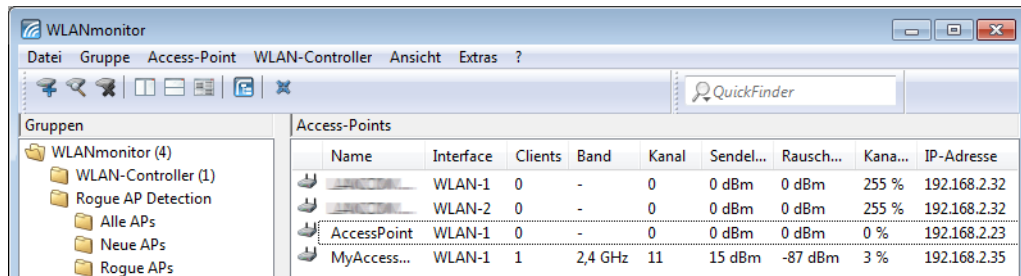 WLANmonitor
Datei Gruppe Access-Point WLAN-Controller Ansicht Extras ?
QuickFinder
Gruppen
WLANmonitor (4)
WLAN-Controller (1)
Rogue AP Detection
Alle APs
Neue APs
Rogue APs
Access-Points
Name Interface Clients Band Kanal Sendel... Rausch... Kana... IP-Adresse
WLAN-1 0 - 0 0 dBm 0 dBm 255 % 192.168.2.32
WLAN-2 0 - 0 0 dBm 0 dBm 255 % 192.168.2.32
AccessPoint WLAN-1 0 - 0 0 dBm 0 dBm 0 % 192.168.2.23
MyAccess... WLAN-1 1 2,4 GHz 11 15 dBm -87 dBm 3 % 192.168.2.35